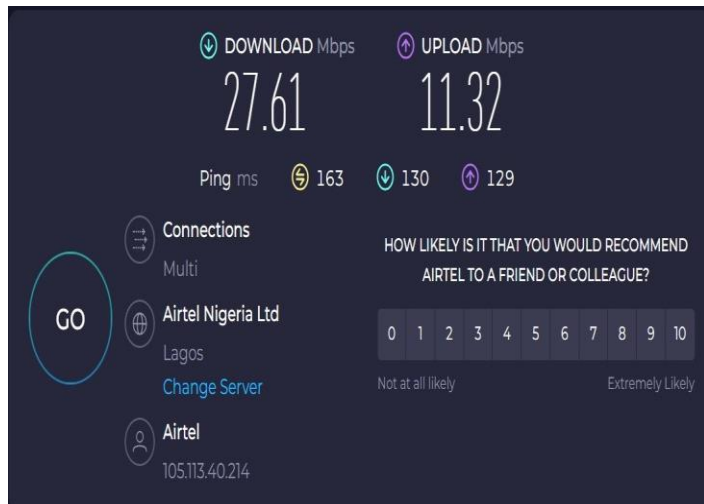 DOWNLOAD Mbps
UPLOAD Mbps
27.61
11.32
Ping ms 163 130 129
Connections
Multi
Airtel Nigeria Ltd
Lagos
Change Server
Airtel
105.113.40.214
GO
HOW LIKELY IS IT THAT YOU WOULD RECOMMEND
AIRTEL TO A FRIEND OR COLLEAGUE?
0 1 2 3 4 5 6 7 8 9 10
Not at all likely
Extremely Likely